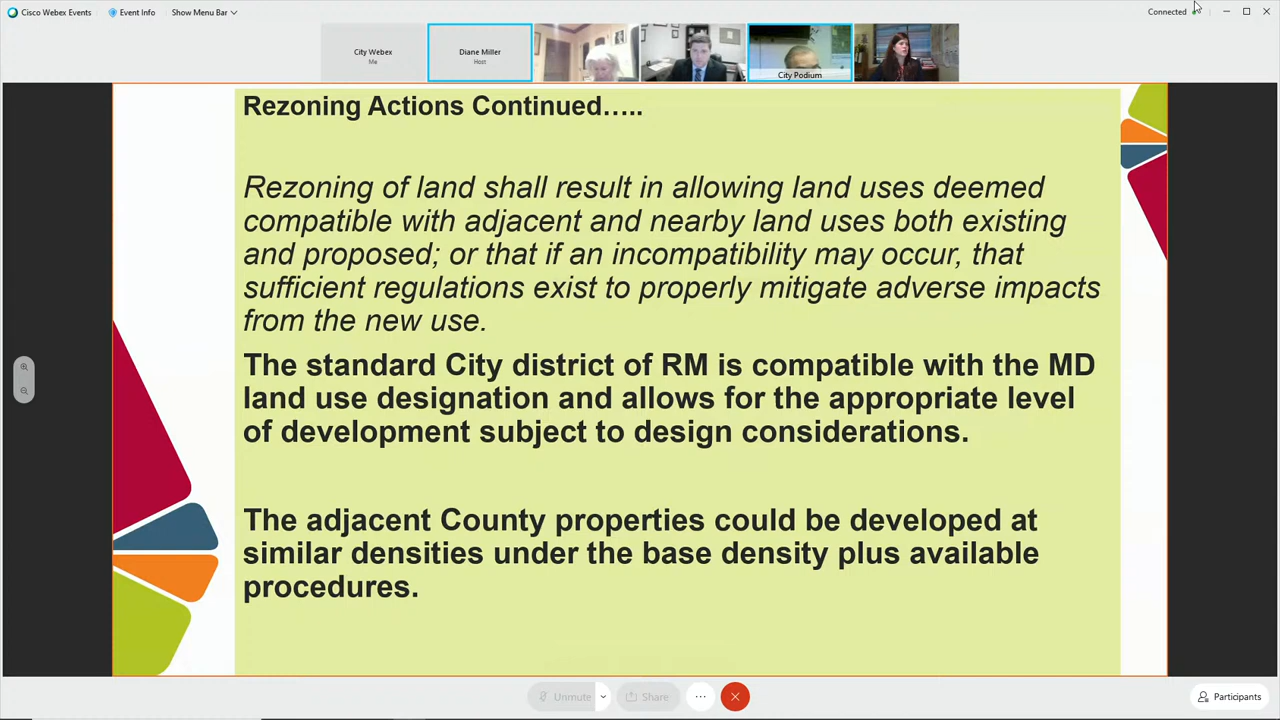 Cisco Webex Events Event Info Show Menu Bar Connected
City Webex
Me
Diane Miller
Host
City Podium
Rezoning Actions Continued…..
Rezoning of land shall result in allowing land uses deemed
compatible with adjacent and nearby land uses both existing
and proposed; or that if an incompatibility may occur, that
sufficient regulations exist to properly mitigate adverse impacts
from the new use.
The standard City district of RM is compatible with the MD
land use designation and allows for the appropriate level
of development subject to design considerations.
The adjacent County properties could be developed at
similar densities under the base density plus available
procedures.
Unmute Share Participants